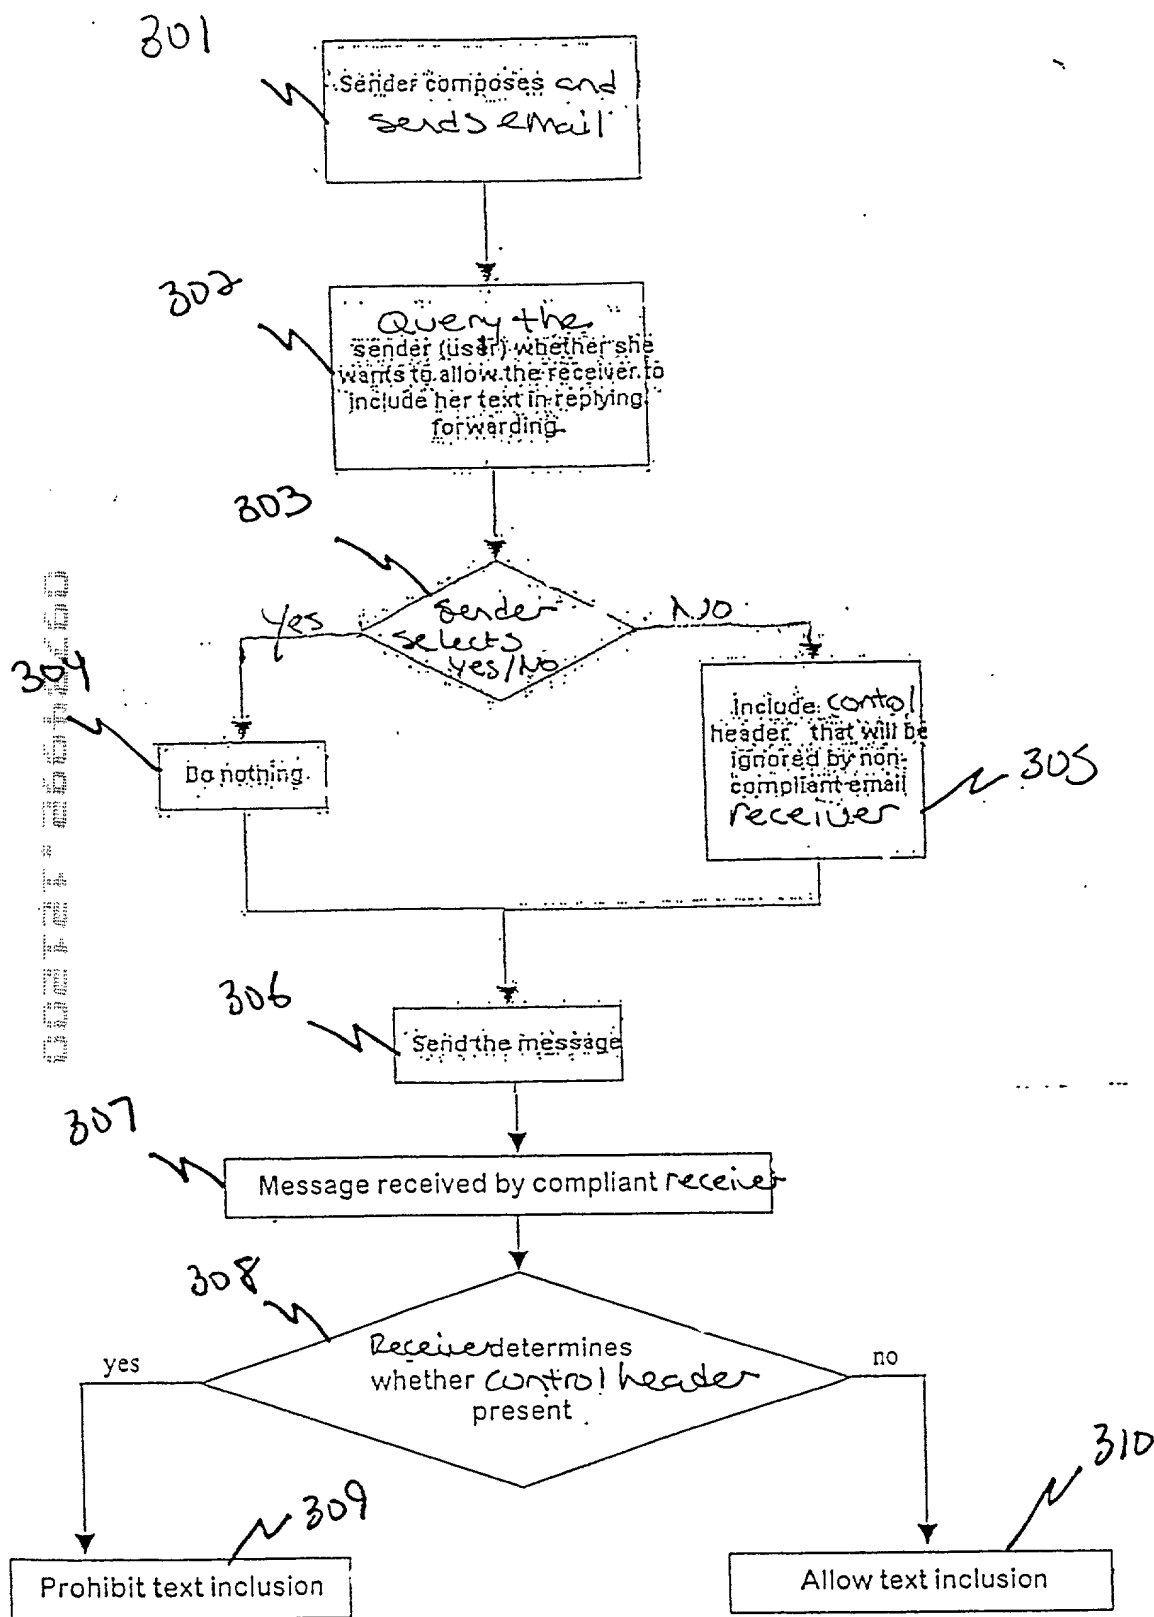 301
Sender composes and
sends email
302
Query the
sender (user) whether she
wants to allow the receiver to
include her text in replying
forwarding.
303
Yes
sender
selects
yes/No
No
304
Do nothing.
include contol
header that will be
ignored by non-
compliant email
receiver
305
306
Send the message
307
Message received by compliant receiver
308
yes
Receiver determines
whether control header
present
no
309
310
Prohibit text inclusion
Allow text inclusion